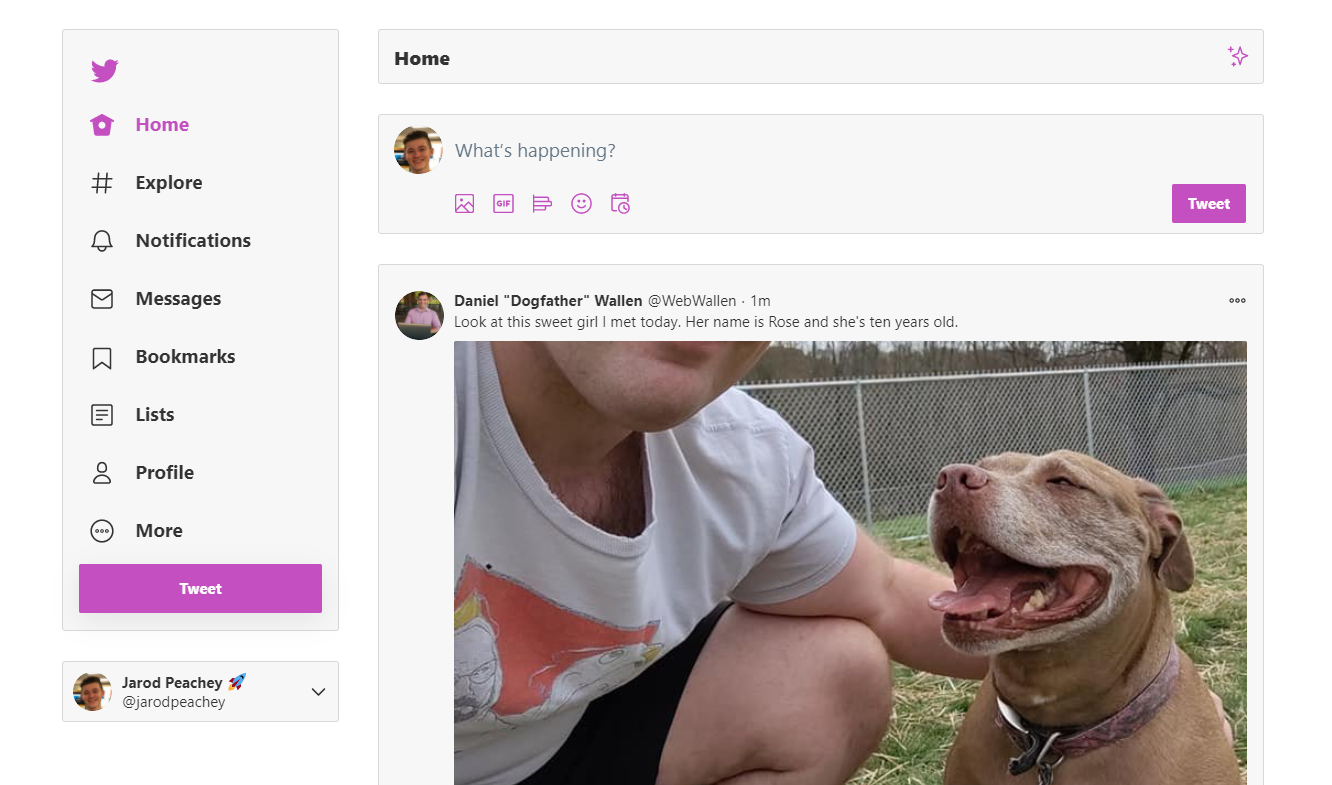 Home
Explore
Notifications
Messages
Bookmarks
Lists
Profile
More
Tweet
Jarod Peachey 🚀
@jarodpeachey
Home
What's happening?
GIF
Tweet
Daniel "Dogfather" Wallen @WebWallen · 1m
Look at this sweet girl I met today. Her name is Rose and she's ten years old.